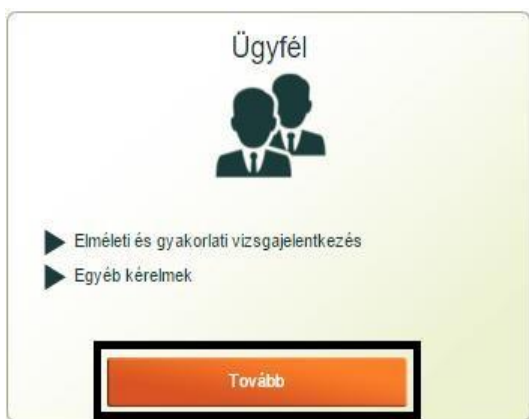 Ügyfél
Elméleti és gyakorlati vizsgajelentkezés
Egyéb kérelmek
Tovább